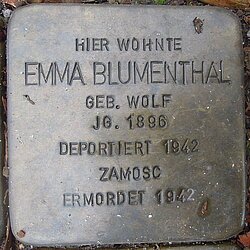 HIER WOHNTE
EMMA BLUMENTHAL
GEB. WOLF
JG. 1896
DEPORTIERT 1942
ZAMOSC
ERMORDET 1942